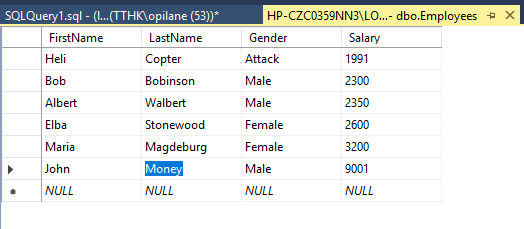 SQLQuery1.sql - (l...(TTHK\opilane (53))* HP-CZC0359NN3\LO...- dbo.Employees
FirstName LastName Gender Salary
Heli Copter Attack 1991
Bob Bobinson Male 2300
Albert Walbert Male 2350
Elba Stonewood Female 2600
Maria Magdeburg Female 3200
John Money Male 9001
NULL NULL NULL NULL